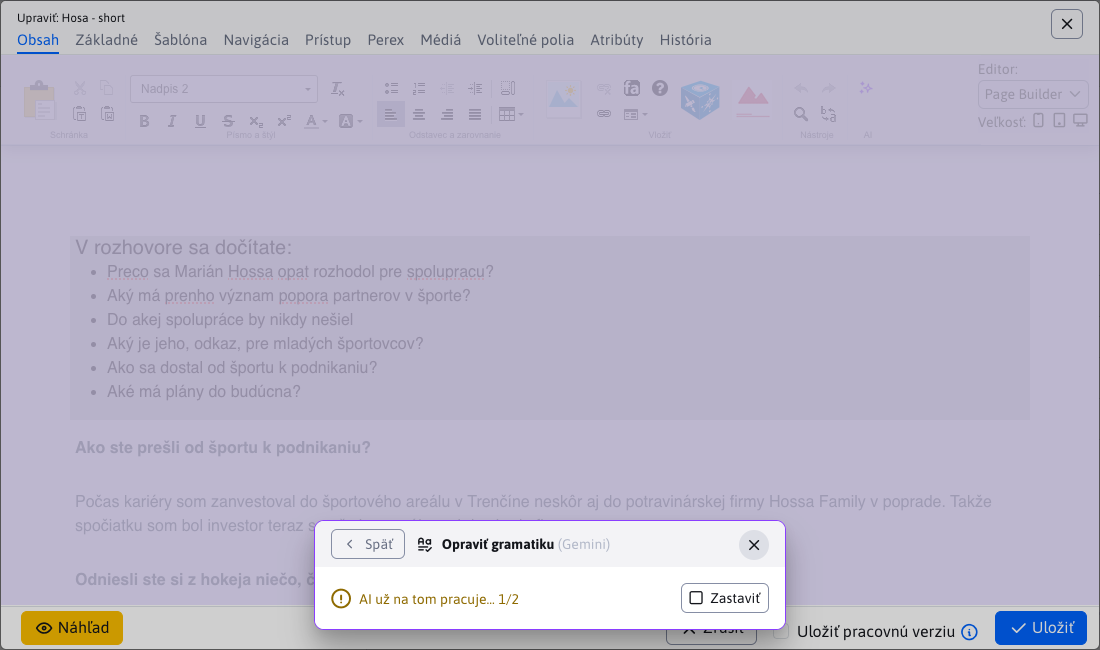 Upraviť: Hosa - short
Obsah Základné Šablóna Navigácia Prístup Perex Médiá Voliteľné polia Atribúty História
Editor:
Nadpis 2
Page Builder
Veľkosť:
Schránka Písmo a štýl Odstavec a zarovnanie Vložiť Nástroje AI
V rozhovore sa dočítate:
Preco sa Marián Hossa opat rozhodol pre spolupracu?
Aký má prenho význam popora partnerov v športe?
Do akej spolupráce by nikdy nešiel
Aký je jeho, odkaz, pre mladých športovcov?
Ako sa dostal od športu k podnikaniu?
Aké má plány do budúcna?
Ako ste prešli od športu k podnikaniu?
Počas kariéry som zanvestoval do športového areálu v Trenčíne neskôr aj do potravinárskej firmy Hossa Family v poprade. Takže
spočiatku som bol investor teraz
Odniesli ste si z hokeja niečo,
Späť Opraviť gramatiku (Gemini)
AI už na tom pracuje... 1/2 Zastaviť
Náhľad Zrušiť Uložiť pracovnú verziu Uložiť